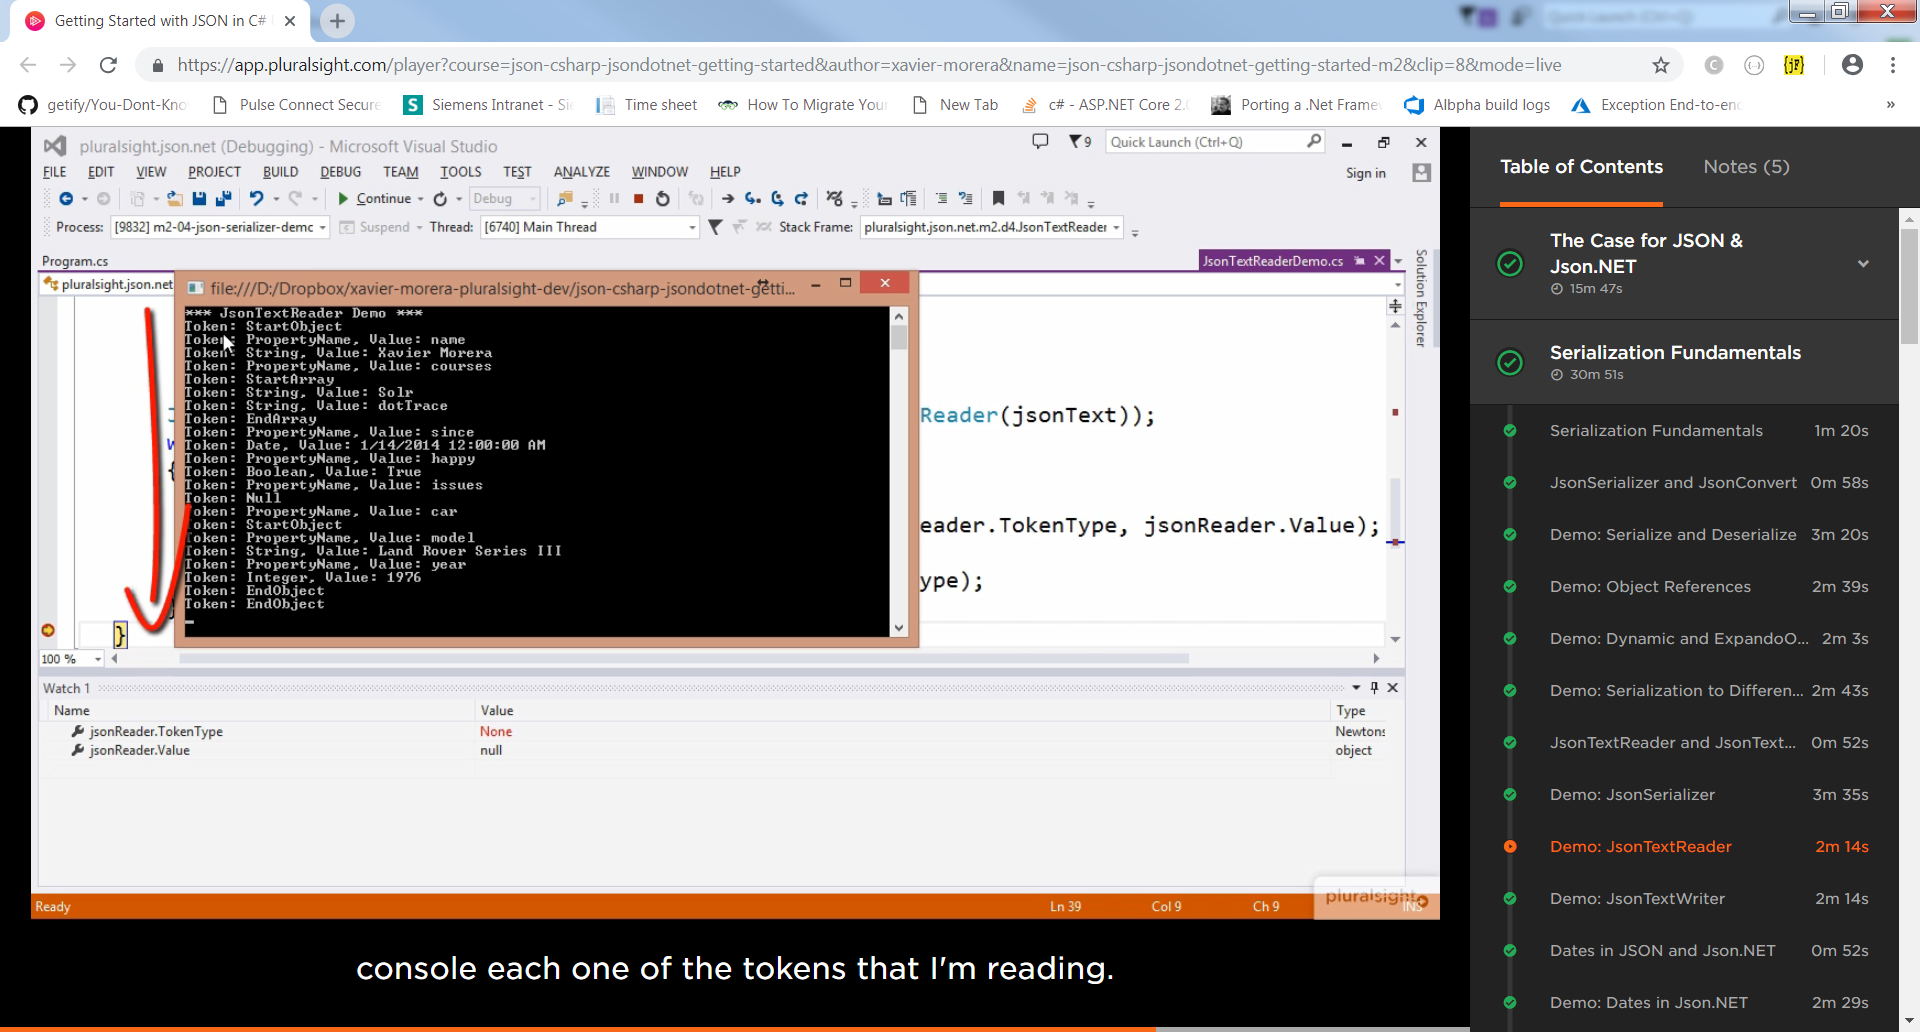 Getting Started with JSON in C#
Quick Launch (Ctrl+Q)
https://app.pluralsight.com/player?course=json-csharp-jsondotnet-getting-started&author=xavier-morera&name=json-csharp-jsondotnet-getting-started-m2&clip=8&mode=live
getify/You-Dont-Kno Pulse Connect Secure S Siemens Intranet - Sie Time sheet How To Migrate Your New Tab c# - ASP.NET Core 2. Porting a .Net Frame Albpha build logs Exception End-to-en »
pluralsight.json.net (Debugging) - Microsoft Visual Studio 9 Quick Launch (Ctrl+Q)
FILE EDIT VIEW PROJECT BUILD DEBUG TEAM TOOLS TEST ANALYZE WINDOW HELP Sign in
Continue Debug
Process: [9832] m2-04-json-serializer-demo Suspend Thread: [6740] Main Thread Stack Frame: pluralsight.json.net.m2.d4.JsonTextReader
Program.cs JsonTextReaderDemo.cs
Solution Explorer
pluralsight.json.net
file:///D:/Dropbox/xavier-morera-pluralsight-dev/json-csharp-jsondotnet-getti...
*** JsonTextReader Demo ***
Token: StartObject
Token: PropertyName, Value: name
Token: String, Value: Xavier Morera
Token: PropertyName, Value: courses
Token: StartArray
Token: String, Value: Solr
Token: String, Value: dotTrace
Token: EndArray
Token: PropertyName, Value: since
Token: Date, Value: 1/14/2014 12:00:00 AM
Token: PropertyName, Value: happy
Token: Boolean, Value: True
Token: PropertyName, Value: issues
Token: Null
Token: PropertyName, Value: car
Token: StartObject
Token: PropertyName, Value: model
Token: String, Value: Land Rover Series III
Token: PropertyName, Value: year
Token: Integer, Value: 1976
Token: EndObject
Token: EndObject
Reader(jsonText));
{
eader.TokenType, jsonReader.Value);
ype);
}
100 %
Watch 1
Name Value Type
jsonReader.TokenType None Newtons
jsonReader.Value null object
Ready Ln 39 Col 9 Ch 9 INS
pluralsight
console each one of the tokens that I'm reading.
Table of Contents Notes (5)
The Case for JSON &
Json.NET
15m 47s
Serialization Fundamentals
30m 51s
Serialization Fundamentals 1m 20s
JsonSerializer and JsonConvert 0m 58s
Demo: Serialize and Deserialize 3m 20s
Demo: Object References 2m 39s
Demo: Dynamic and ExpandoO... 2m 3s
Demo: Serialization to Differen... 2m 43s
JsonTextReader and JsonText... 0m 52s
Demo: JsonSerializer 3m 35s
Demo: JsonTextReader 2m 14s
Demo: JsonTextWriter 2m 14s
Dates in JSON and Json.NET 0m 52s
Demo: Dates in Json.NET 2m 29s